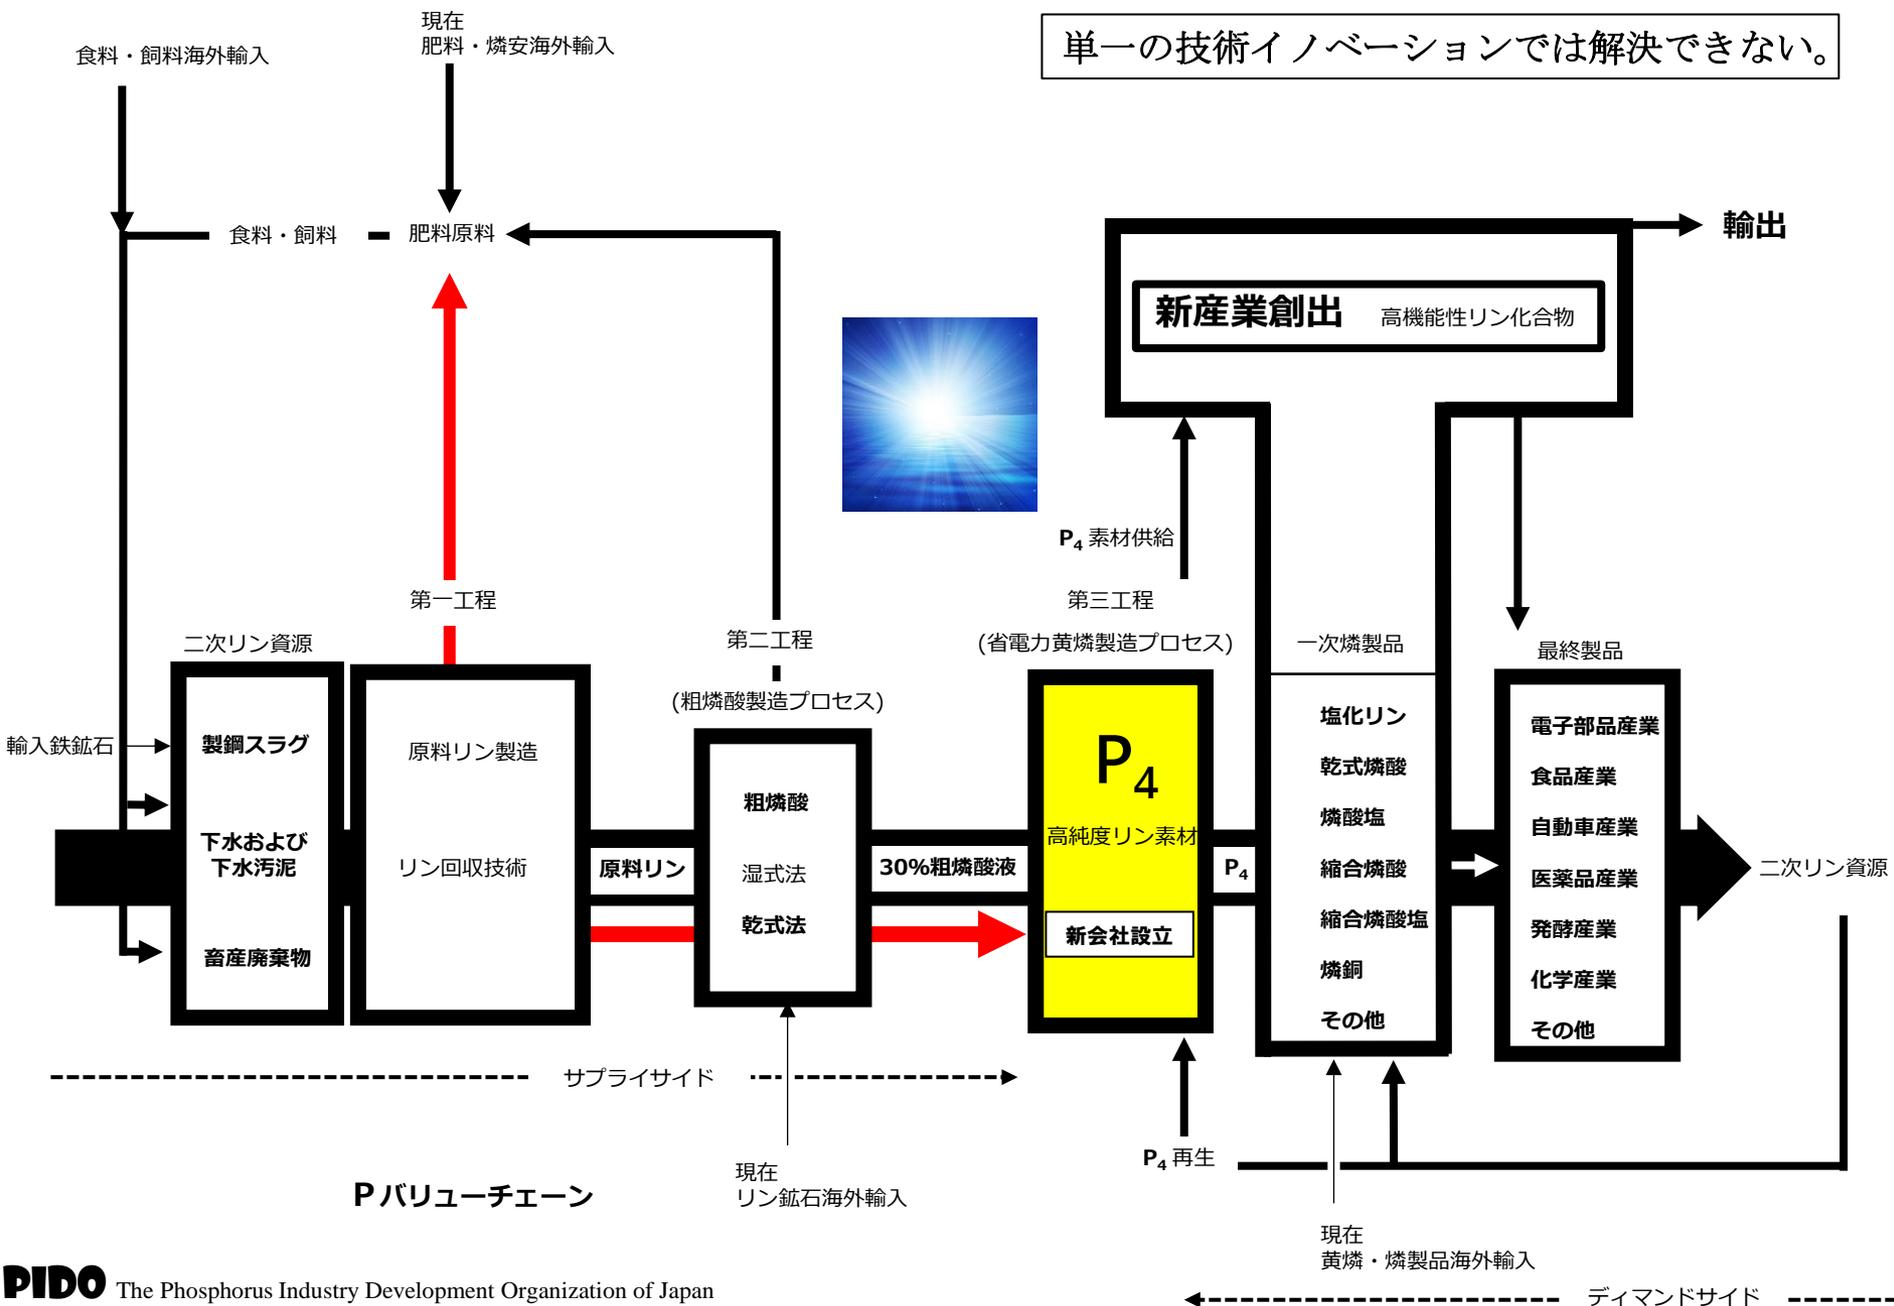 単一の技術イノベーションでは解決できない。
現在
肥料・燐安海外輸入
食料・飼料海外輸入
食料・飼料
肥料原料
輸出
新産業創出
高機能性リン化合物
P4 素材供給
第一工程
第二工程
(粗燐酸製造プロセス)
第三工程
(省電力黄燐製造プロセス)
二次リン資源
輸入鉄鉱石
製鋼スラグ
下水および
下水汚泥
畜産廃棄物
原料リン製造
リン回収技術
原料リン
粗燐酸
湿式法
乾式法
30%粗燐酸液
P4
高純度リン素材
新会社設立
P4
一次燐製品
塩化リン
乾式燐酸
燐酸塩
縮合燐酸
縮合燐酸塩
燐銅
その他
最終製品
電子部品産業
食品産業
自動車産業
医薬品産業
発酵産業
化学産業
その他
二次リン資源
サプライサイド
P4 再生
現在
リン鉱石海外輸入
Pバリューチェーン
現在
黄燐・燐製品海外輸入
ディマンドサイド
PIDO The Phosphorus Industry Development Organization of Japan